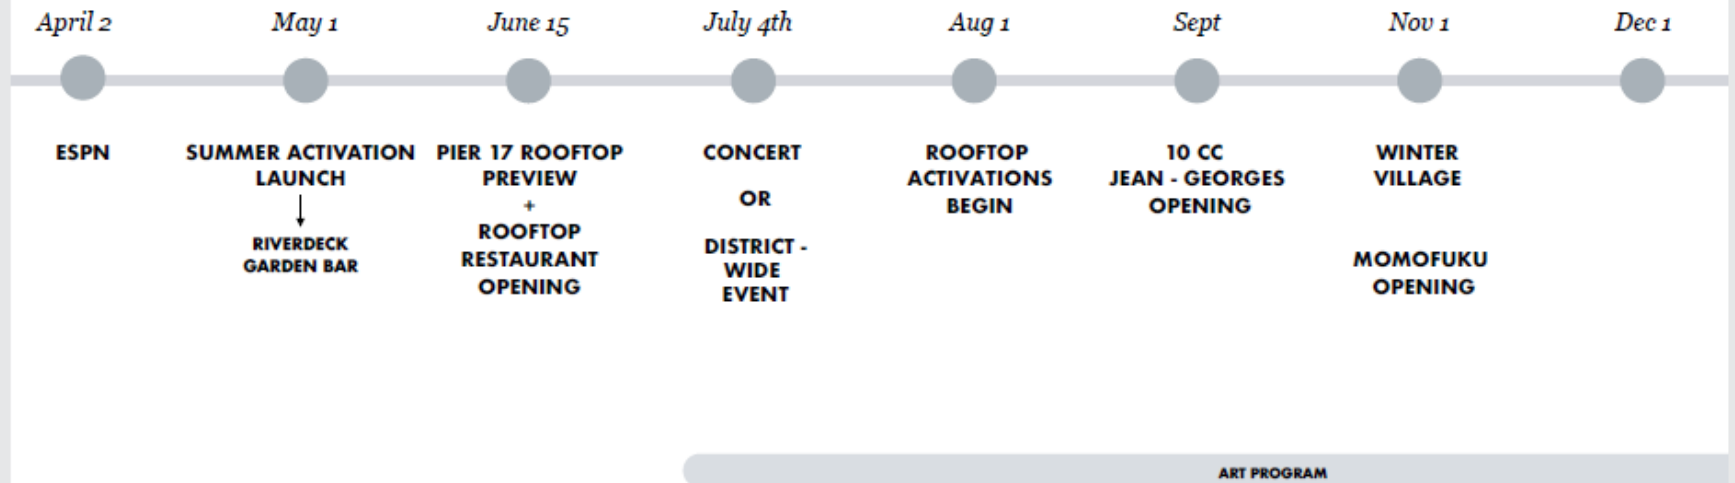 April 2
May 1
June 15
July 4th
Aug 1
Sept
Nov 1
Dec 1
ESPN
SUMMER ACTIVATION
LAUNCH
RIVERDECK
GARDEN BAR
PIER 17 ROOFTOP
PREVIEW
+
ROOFTOP
RESTAURANT
OPENING
CONCERT
OR
DISTRICT -
WIDE
EVENT
ROOFTOP
ACTIVATIONS
BEGIN
10 CC
JEAN - GEORGES
OPENING
WINTER
VILLAGE
MOMOFUKU
OPENING
ART PROGRAM